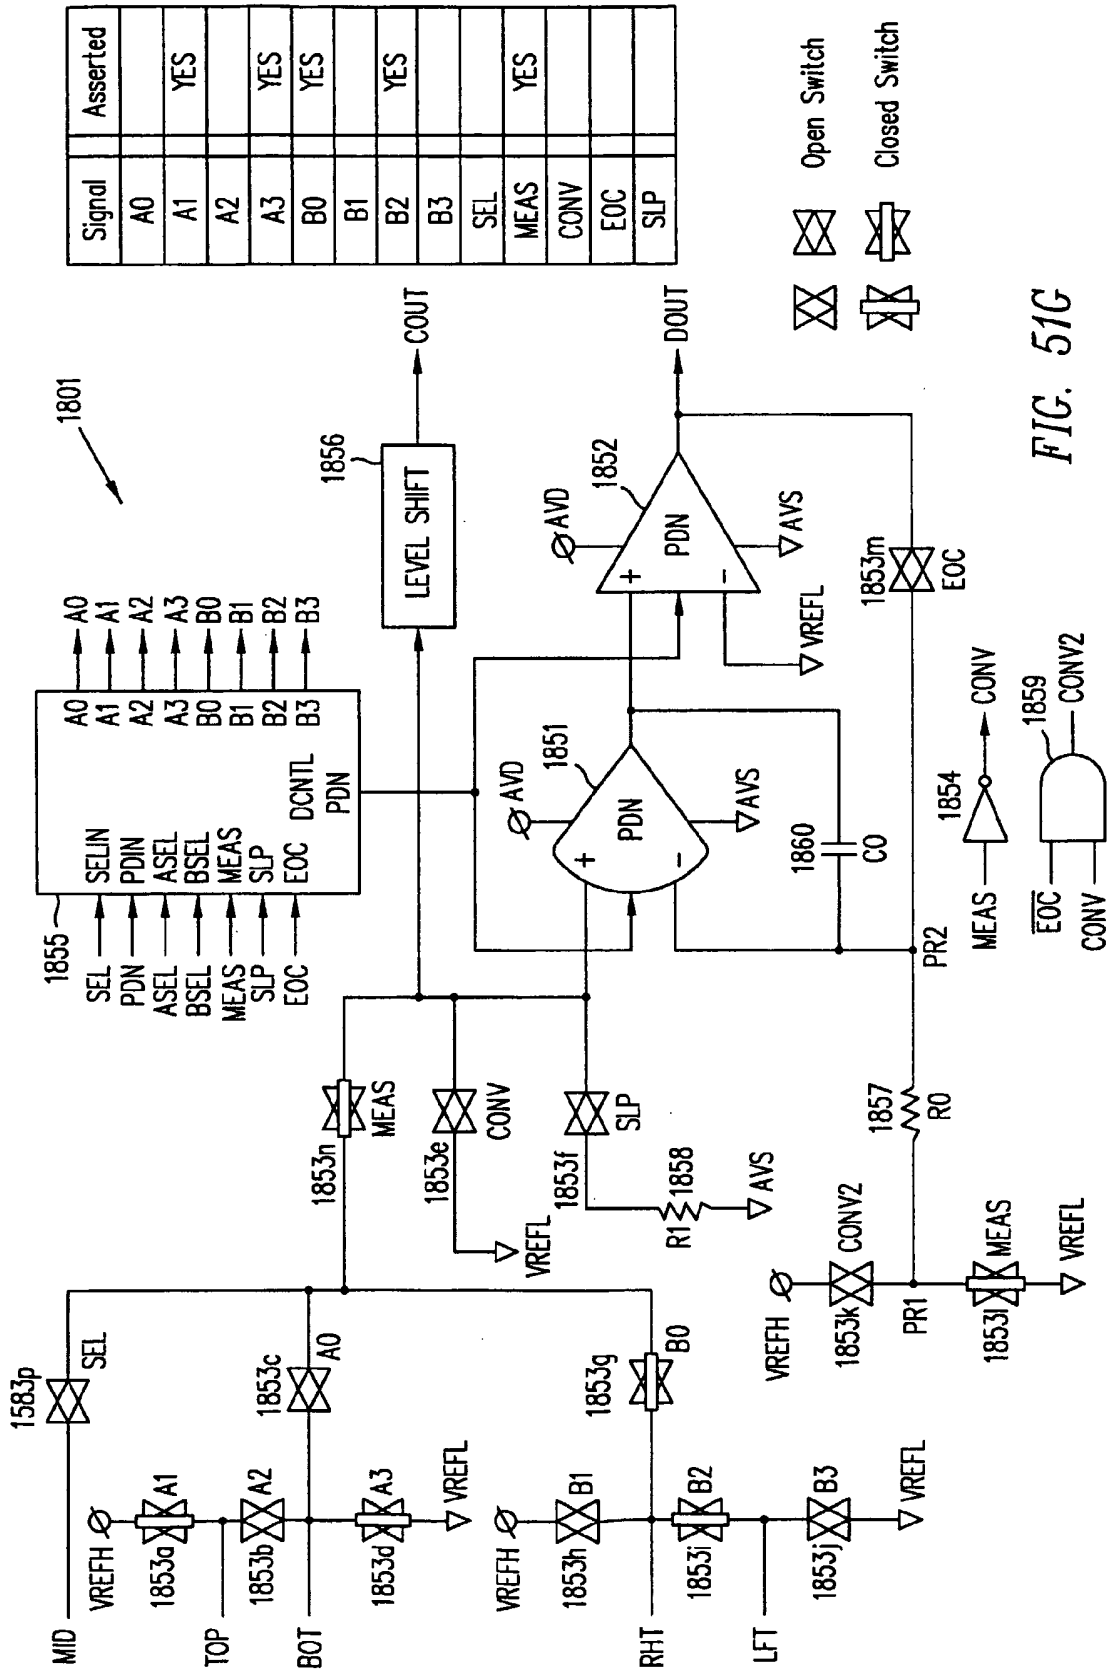 1801
1855
SEL
PDN
ASEL
BSEL
MEAS
SLP
EOC
SELIN
PDIN
ASEL
BSEL
MEAS
SLP
EOC
DCNTL
PDN
A0
A1
A2
A3
B0
B1
B2
B3
A0
A1
A2
A3
B0
B1
B2
B3
Signal Asserted
A0
A1 YES
A2
A3 YES
B0 YES
B1
B2 YES
B3
SEL
MEAS YES
CONV
EOC
SLP
1856
LEVEL SHIFT
COUT
MID
1583p
SEL
VREFH
1853a
A1
TOP
1853b
A2
BOT
1853c
A0
1853d
A3
VREFL
1853n
MEAS
1853e
CONV
VREFL
1853f
SLP
R1
1858
AVS
VREFH
1853h
B1
RHT
1853g
B0
1853i
B2
LFT
1853j
B3
VREFL
AVD
1851
PDN
+
−
AVS
AVD
1852
PDN
+
−
AVS
VREFL
DOUT
1860
CO
VREFH
1853k
CONV2
PR1
1853l
MEAS
VREFL
1857
RO
PR2
1853m
EOC
Open Switch
Closed Switch
MEAS
1854
CONV
EOC
CONV
1859
CONV2
FIG. 51G